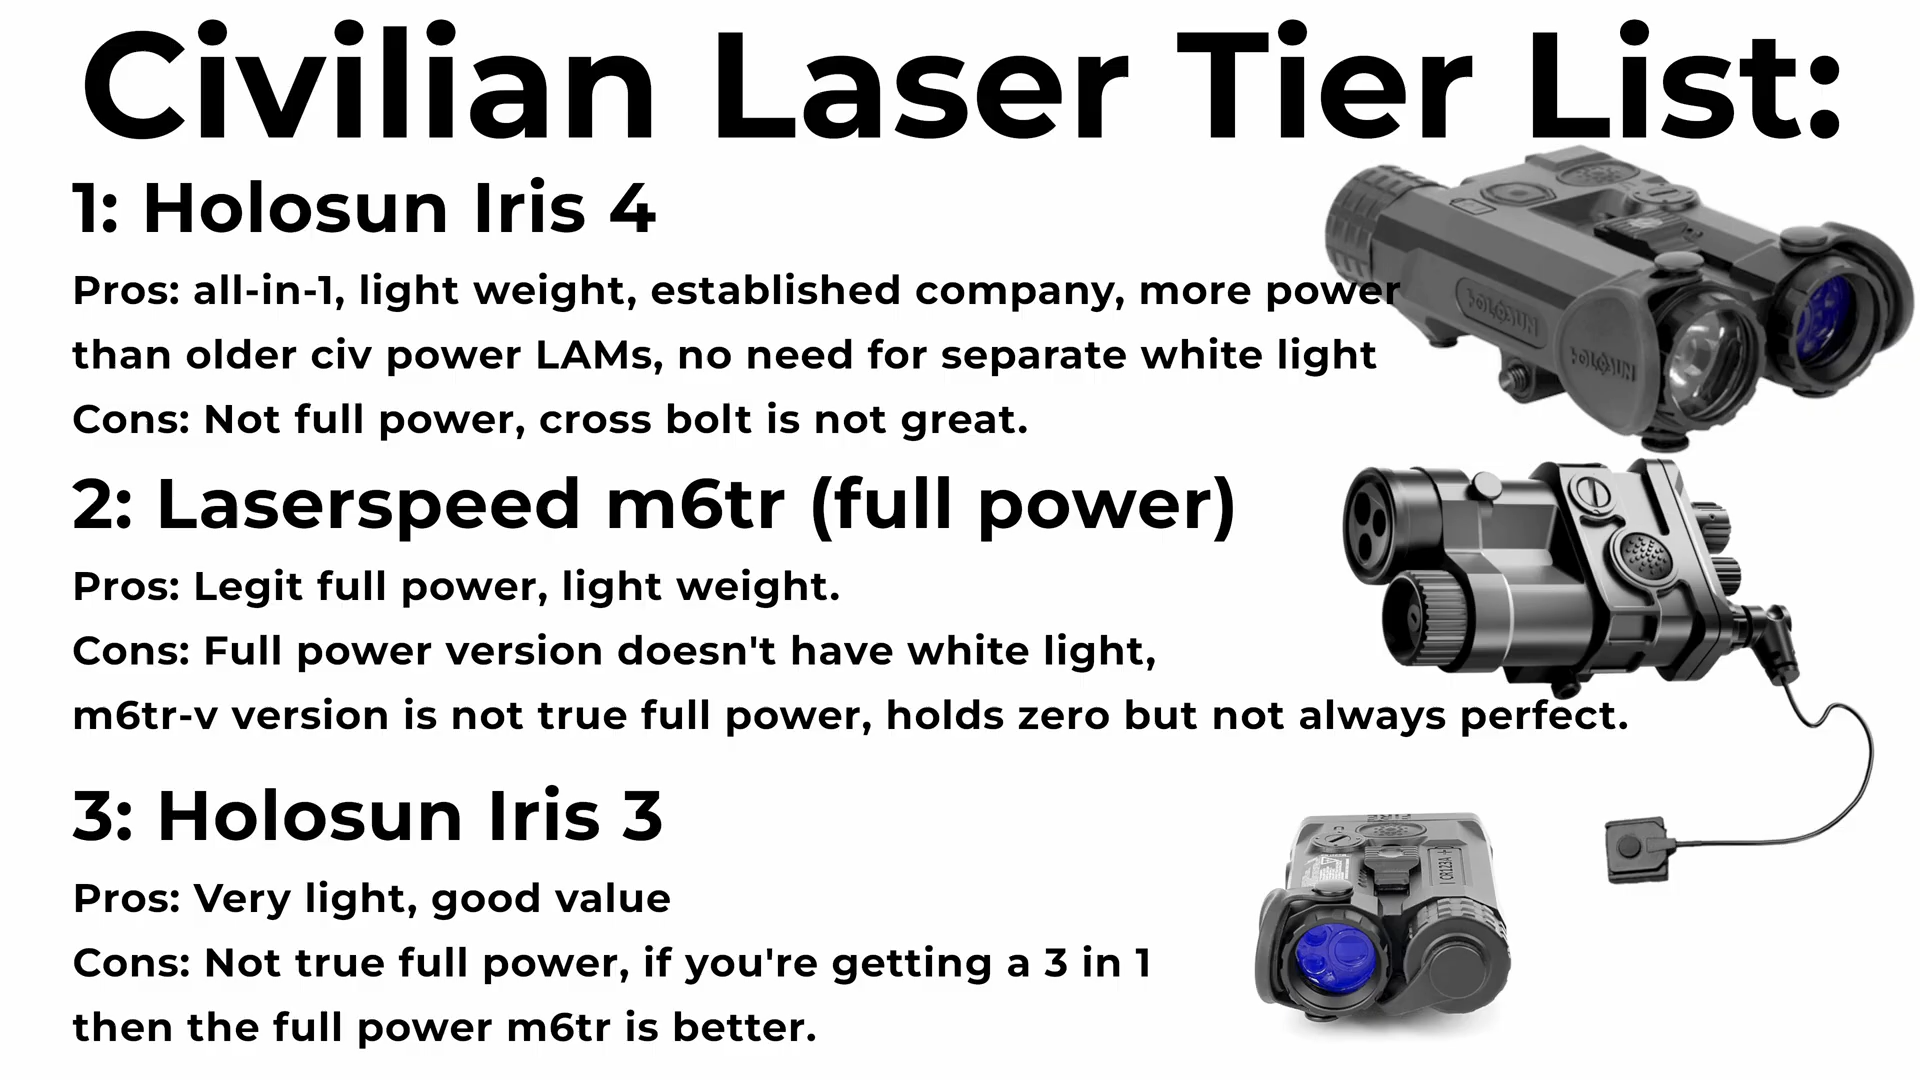 Civilian Laser Tier List:
1: Holosun Iris 4
Pros: all-in-1, light weight, established company, more power
than older civ power LAMs, no need for separate white light
Cons: Not full power, cross bolt is not great.
HOLOSUN
HOLOSUN
2: Laserspeed m6tr (full power)
Pros: Legit full power, light weight.
Cons: Full power version doesn't have white light,
m6tr-v version is not true full power, holds zero but not always perfect.
3: Holosun Iris 3
Pros: Very light, good value
Cons: Not true full power, if you're getting a 3 in 1
then the full power m6tr is better.
CR123A